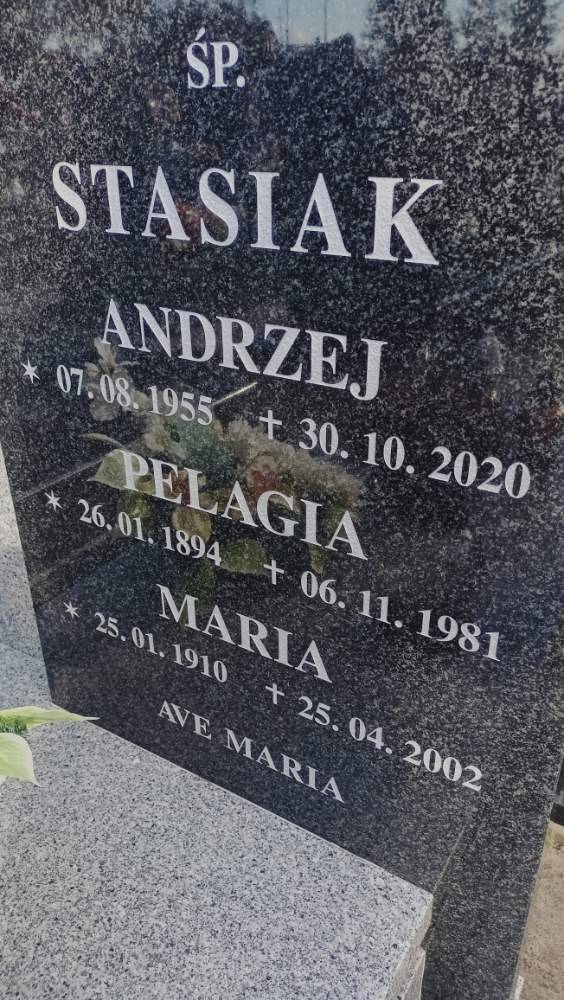 ŚP.
STASIAK
ANDRZEJ
* 07.08.1955 ✝ 30.10.2020
PELAGIA
* 26.01.1894 ✝ 06.11.1981
MARIA
* 25.01.1910 ✝ 25.04.2002
AVE MARIA